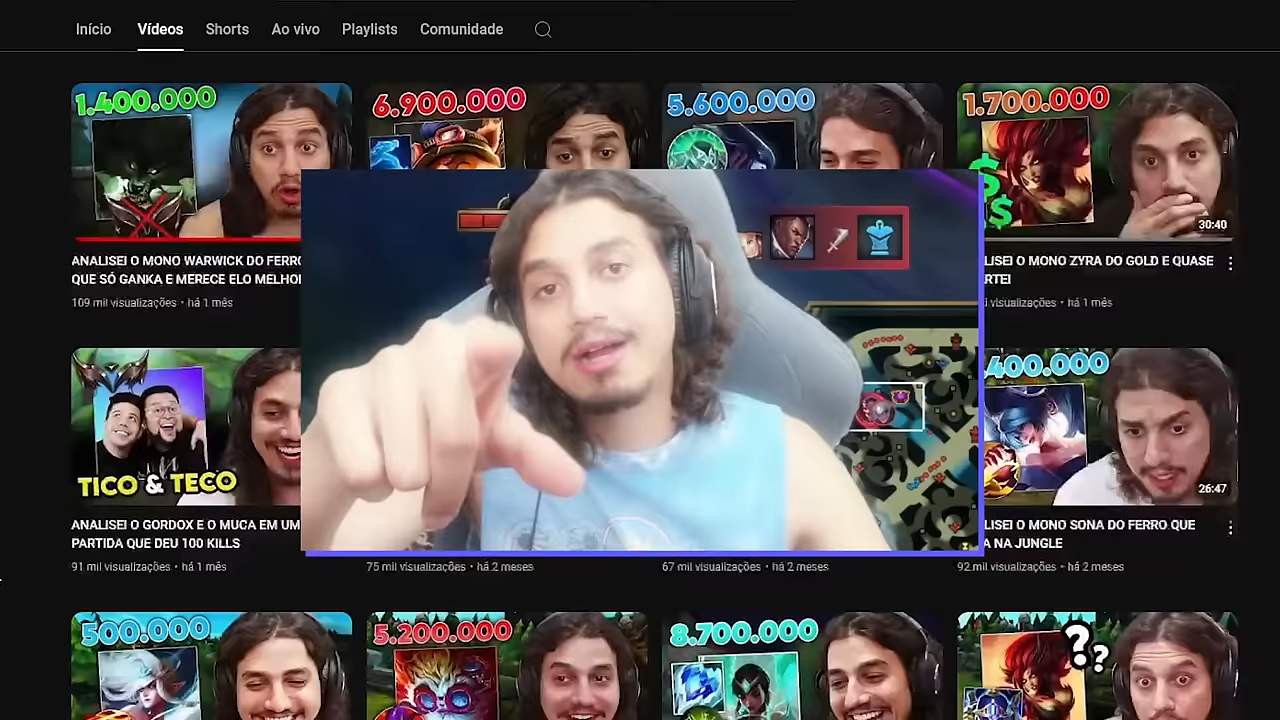 Início
Vídeos
Shorts
Ao vivo
Playlists
Comunidade
1.400.000
6.900.000
5.600.000
1.700.000
30:40
ANALISEI O MONO WARWICK DO FERRO
QUE SÓ GANKA E MERECE ELO MELHO
109 mil visualizações • há 1 mês
LISEI O MONO ZYRA DO GOLD E QUASE
RTEI
visualizações • há 1 mês
TICO & TECO
400.000
26:47
ANALISEI O GORDOX E O MUCA EM UM
PARTIDA QUE DEU 100 KILLS
91 mil visualizações • há 1 mês
75 mil visualizações • há 2 meses
67 mil visualizações • há 2 meses
LISEI O MONO SONA DO FERRO QUE
A NA JUNGLE
92 mil visualizações • há 2 meses
500.000
5.200.000
8.700.000
??